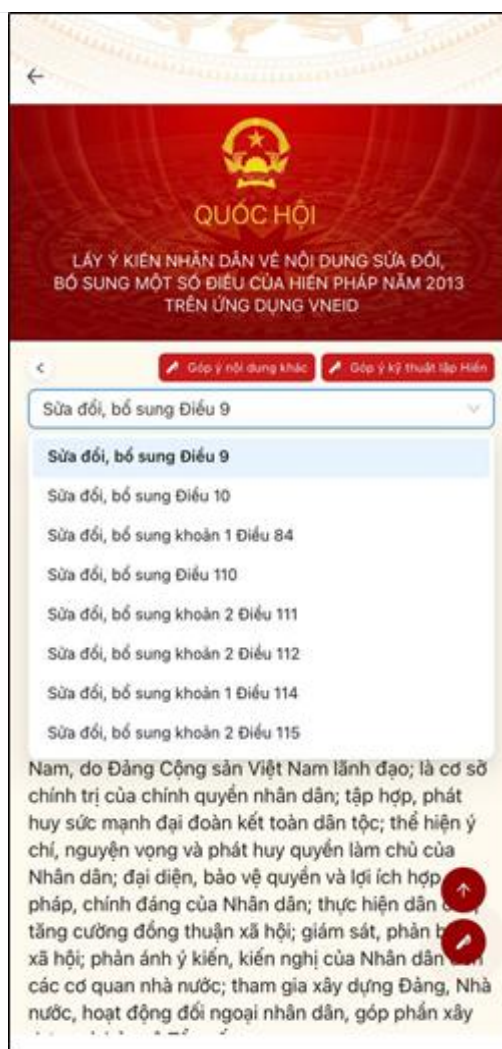 QUỐC HỘI
LẤY Ý KIẾN NHÂN DÂN VỀ NỘI DUNG SỬA ĐỔI,
BỔ SUNG MỘT SỐ ĐIỀU CỦA HIẾN PHÁP NĂM 2013
TRÊN ỨNG DỤNG VNEID
Góp ý nội dung khác
Góp ý kỹ thuật lập Hiến
Sửa đổi, bổ sung Điều 9
Sửa đổi, bổ sung Điều 9
Sửa đổi, bổ sung Điều 10
Sửa đổi, bổ sung khoản 1 Điều 84
Sửa đổi, bổ sung Điều 110
Sửa đổi, bổ sung khoản 2 Điều 111
Sửa đổi, bổ sung khoản 2 Điều 112
Sửa đổi, bổ sung khoản 1 Điều 114
Sửa đổi, bổ sung khoản 2 Điều 115
Nam, do Đảng Cộng sản Việt Nam lãnh đạo; là cơ sở
chính trị của chính quyền nhân dân; tập hợp, phát
huy sức mạnh đại đoàn kết toàn dân tộc; thể hiện ý
chí, nguyện vọng và phát huy quyền làm chủ của
Nhân dân; đại diện, bảo vệ quyền và lợi ích hợp
pháp, chính đáng của Nhân dân; thực hiện dân
tăng cường đồng thuận xã hội; giám sát, phản
xã hội; phản ánh ý kiến, kiến nghị của Nhân dân
các cơ quan nhà nước; tham gia xây dựng Đảng, Nhà
nước, hoạt động đối ngoại nhân dân, góp phần xây